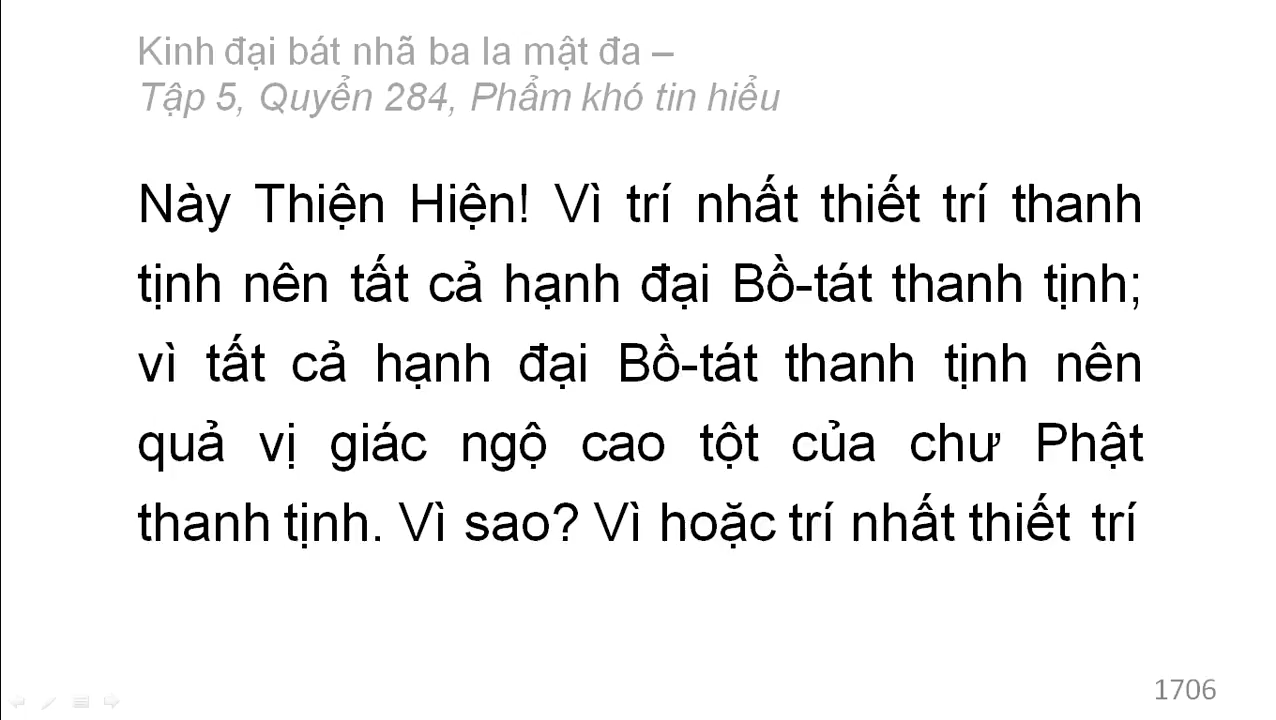 Kinh đại bát nhã ba la mật đa –
Tập 5, Quyển 284, Phẩm khó tin hiểu
Này Thiện Hiện! Vì trí nhất thiết trí thanh
tịnh nên tất cả hạnh đại Bồ-tát thanh tịnh;
vì tất cả hạnh đại Bồ-tát thanh tịnh nên
quả vị giác ngộ cao tột của chư Phật
thanh tịnh. Vì sao? Vì hoặc trí nhất thiết trí
1706